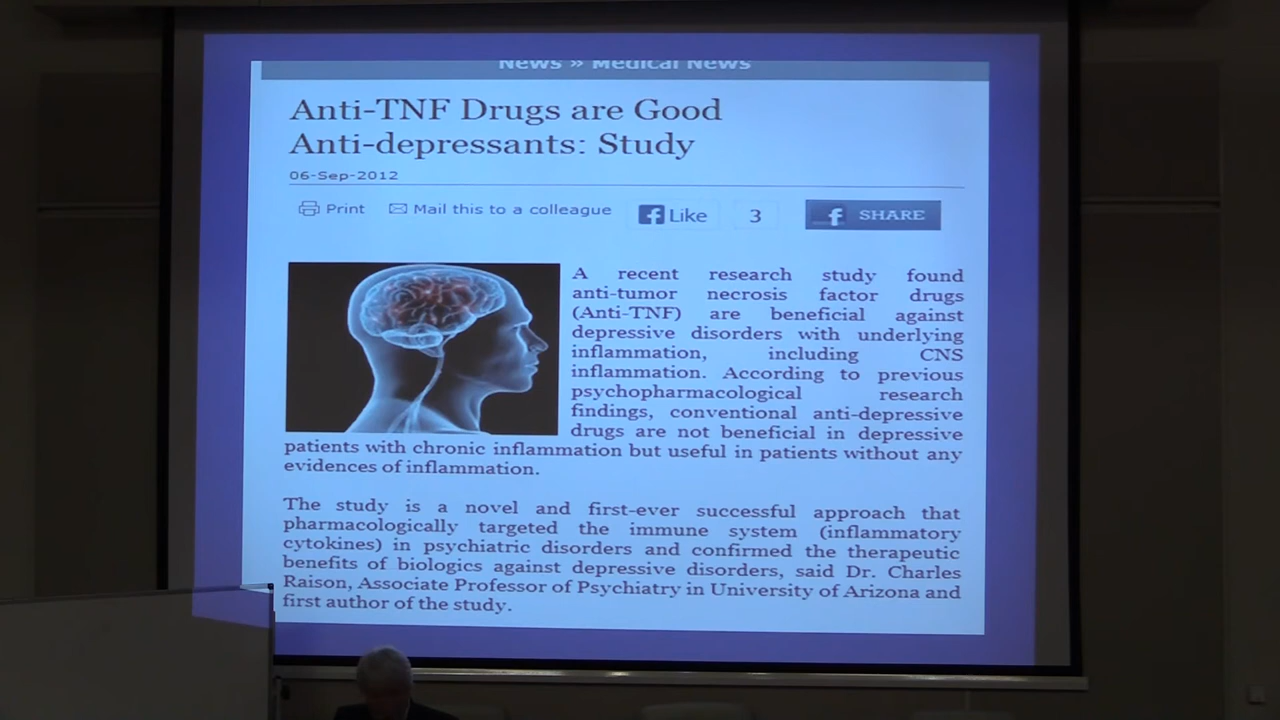 News » Medical News
Anti-TNF Drugs are Good
Anti-depressants: Study
06-Sep-2012
Print Mail this to a colleague Like 3 SHARE
A recent research study found
anti-tumor necrosis factor drugs
(Anti-TNF) are beneficial against
depressive disorders with underlying
inflammation, including CNS
inflammation. According to previous
psychopharmacological research
findings, conventional anti-depressive
drugs are not beneficial in depressive
patients with chronic inflammation but useful in patients without any
evidences of inflammation.
The study is a novel and first-ever successful approach that
pharmacologically targeted the immune system (inflammatory
cytokines) in psychiatric disorders and confirmed the therapeutic
benefits of biologics against depressive disorders, said Dr. Charles
Raison, Associate Professor of Psychiatry in University of Arizona and
first author of the study.